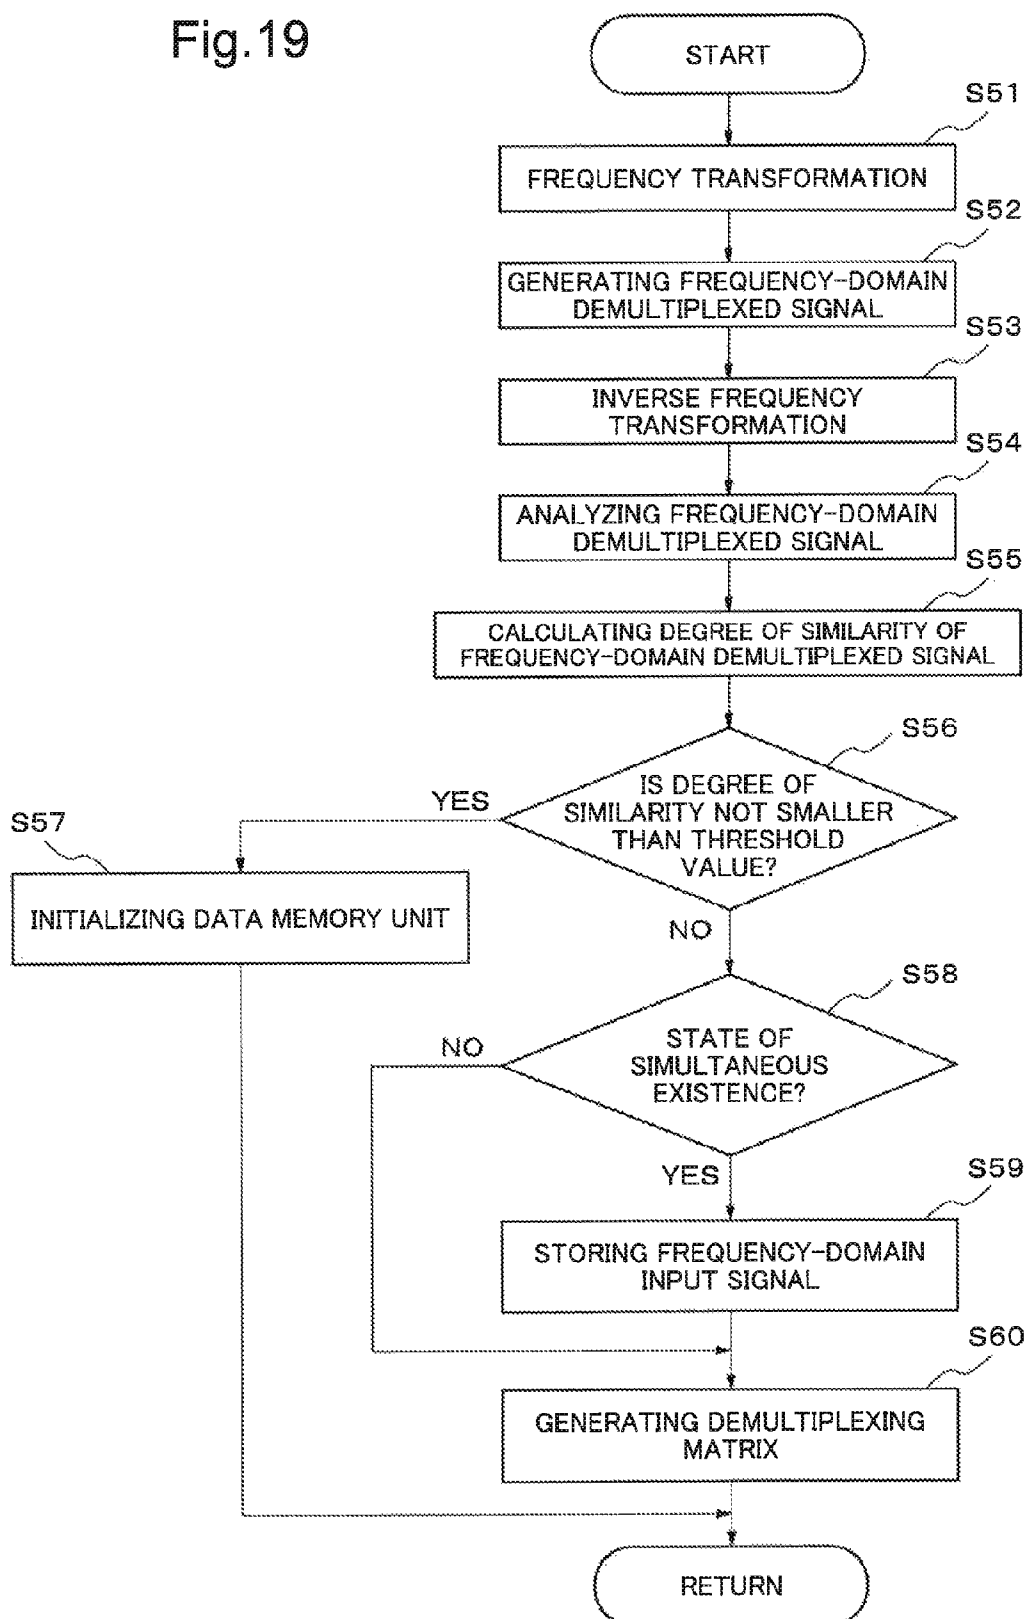 Fig.19
START
S51
FREQUENCY TRANSFORMATION
S52
GENERATING FREQUENCY-DOMAIN
DEMULTIPLEXED SIGNAL
S53
INVERSE FREQUENCY
TRANSFORMATION
S54
ANALYZING FREQUENCY-DOMAIN
DEMULTIPLEXED SIGNAL
S55
CALCULATING DEGREE OF SIMILARITY OF
FREQUENCY-DOMAIN DEMULTIPLEXED SIGNAL
S56
IS DEGREE OF
SIMILARITY NOT SMALLER
THAN THRESHOLD
VALUE?
YES
S57
INITIALIZING DATA MEMORY UNIT
NO
S58
STATE OF
SIMULTANEOUS
EXISTENCE?
NO
YES
S59
STORING FREQUENCY-DOMAIN
INPUT SIGNAL
S60
GENERATING DEMULTIPLEXING
MATRIX
RETURN